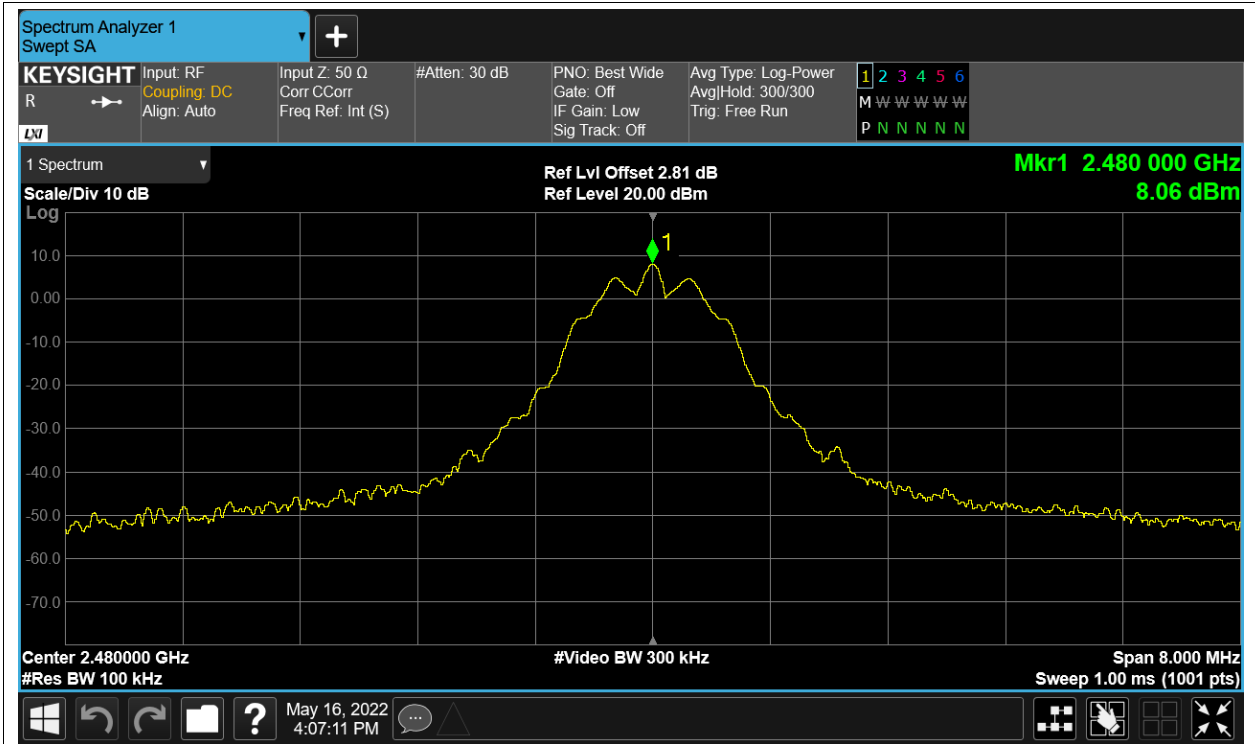 Spectrum Analyzer 1
Swept SA
KEYSIGHT
R
LXI
Input: RF
Coupling: DC
Align: Auto
Input Z: 50 Ω
Corr CCorr
Freq Ref: Int (S)
#Atten: 30 dB
PNO: Best Wide
Gate: Off
IF Gain: Low
Sig Track: Off
Avg Type: Log-Power
Avg|Hold: 300/300
Trig: Free Run
1 2 3 4 5 6
M W W W W W
P N N N N N
1 Spectrum
Scale/Div 10 dB
Log
Ref Lvl Offset 2.81 dB
Ref Level 20.00 dBm
Mkr1 2.480 000 GHz
8.06 dBm
1
10.0
0.00
-10.0
-20.0
-30.0
-40.0
-50.0
-60.0
-70.0
Center 2.480000 GHz
#Video BW 300 kHz
Span 8.000 MHz
#Res BW 100 kHz
Sweep 1.00 ms (1001 pts)
?
May 16, 2022
4:07:11 PM